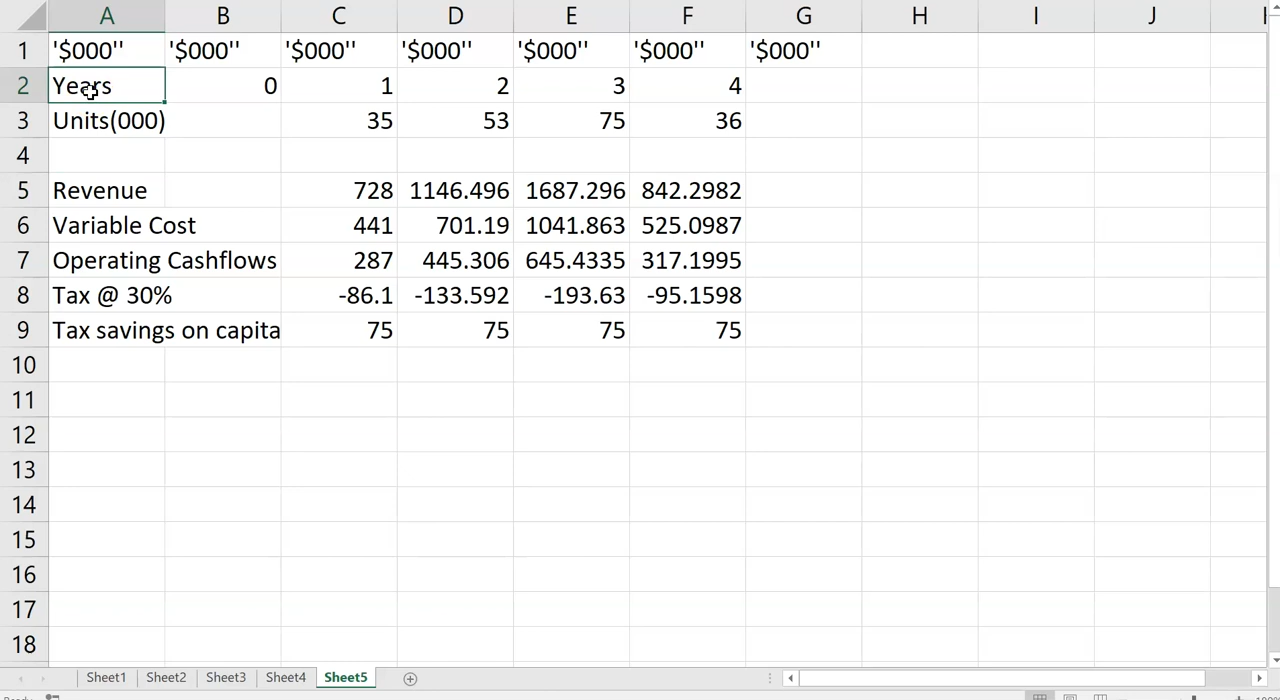 A B C D E F G H I J
1 '$000'' '$000'' '$000'' '$000'' '$000'' '$000'' '$000''
2 Years 0 1 2 3 4
3 Units(000) 35 53 75 36
4
5 Revenue 728 1146.496 1687.296 842.2982
6 Variable Cost 441 701.19 1041.863 525.0987
7 Operating Cashflows 287 445.306 645.4335 317.1995
8 Tax @ 30% -86.1 -133.592 -193.63 -95.1598
9 Tax savings on capita 75 75 75 75
10
11
12
13
14
15
16
17
18
Sheet1 Sheet2 Sheet3 Sheet4 Sheet5